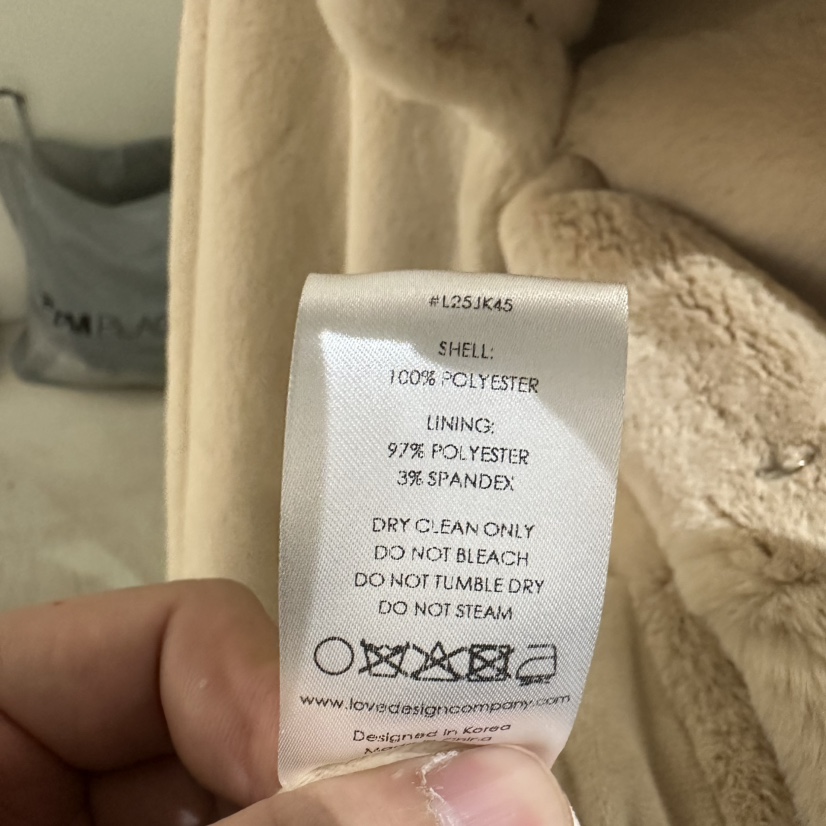 #L25JK45
SHELL:
100% POLYESTER
LINING:
97% POLYESTER
3% SPANDEX
DRY CLEAN ONLY
DO NOT BLEACH
DO NOT TUMBLE DRY
DO NOT STEAM
www.lovedesigncompany.com
Designed in Korea